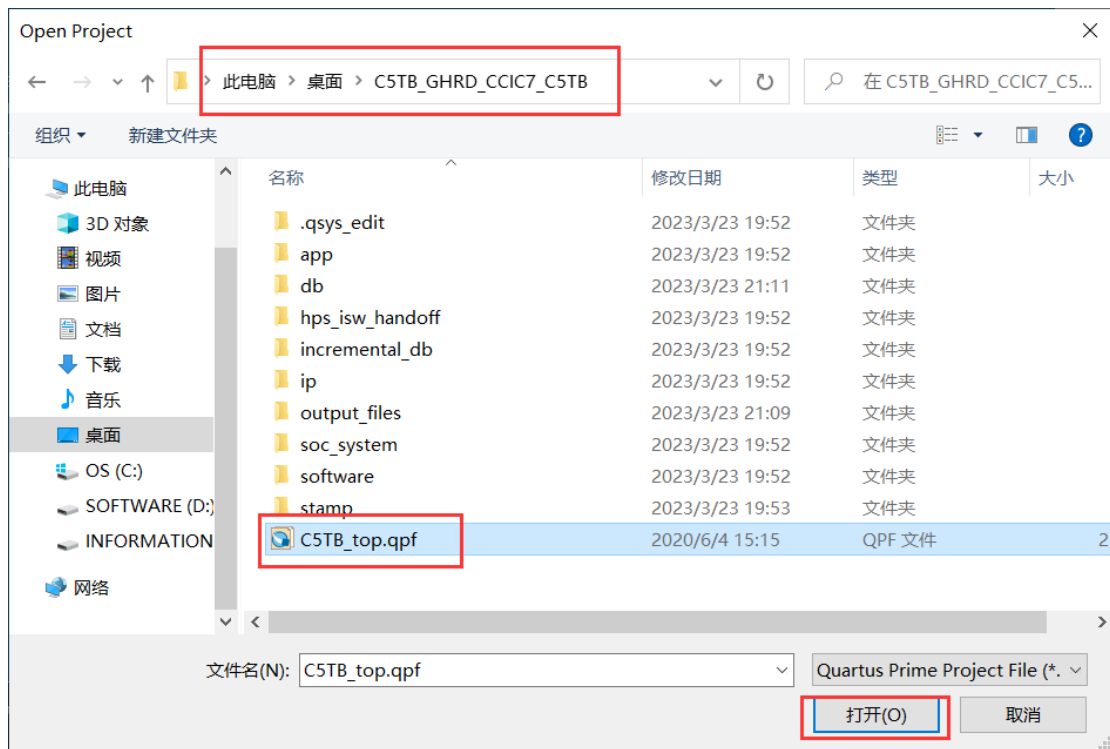 Open Project
此电脑 > 桌面 > C5TB_GHRD_CCIC7_C5TB
在 C5TB_GHRD_CCIC7_C5...
组织 新建文件夹
名称 修改日期 类型 大小
此电脑
3D 对象
视频
图片
文档
下载
音乐
桌面
OS (C:)
SOFTWARE (D:)
INFORMATION
网络
.qsys_edit 2023/3/23 19:52 文件夹
app 2023/3/23 19:52 文件夹
db 2023/3/23 21:11 文件夹
hps_isw_handoff 2023/3/23 19:52 文件夹
incremental_db 2023/3/23 19:52 文件夹
ip 2023/3/23 19:52 文件夹
output_files 2023/3/23 21:09 文件夹
soc_system 2023/3/23 19:52 文件夹
software 2023/3/23 19:52 文件夹
stamp 2023/3/23 19:53 文件夹
C5TB_top.qpf 2020/6/4 15:15 QPF 文件 2
文件名(N): C5TB_top.qpf Quartus Prime Project File (*.
打开(O) 取消